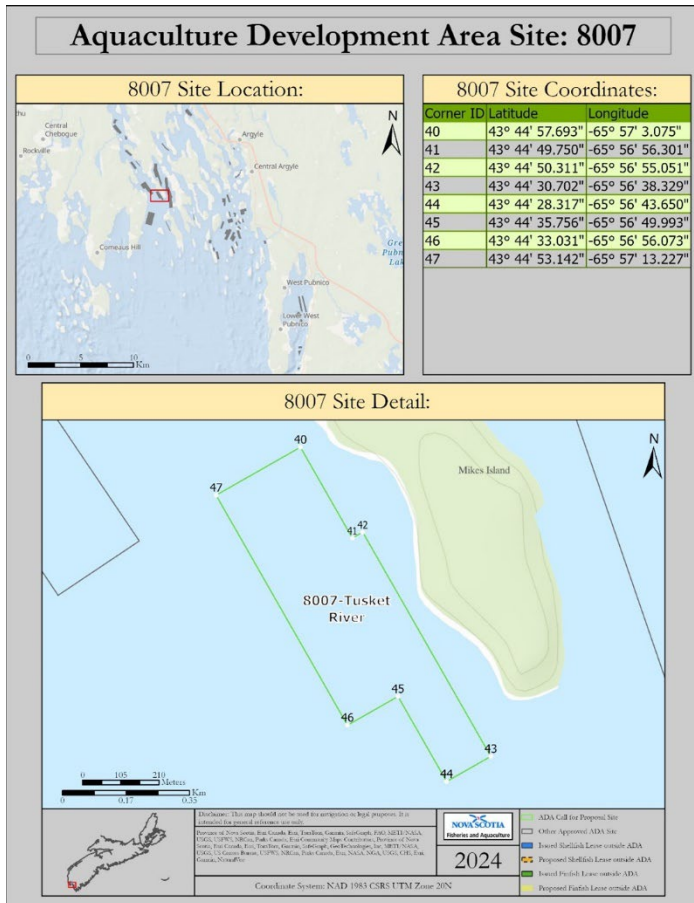 Aquaculture Development Area Site: 8007
8007 Site Location:
thu
Central
Chebogue
Rockville
Comeaus Hill
Argyle
Central Argyle
Gre
Pubn
Lak
West Pubnico
Lower West
Pubnico
N
0 5 10
Km
8007 Site Coordinates:
Corner ID Latitude Longitude
40 43° 44' 57.693" -65° 57' 3.075"
41 43° 44' 49.750" -65° 56' 56.301"
42 43° 44' 50.311" -65° 56' 55.051"
43 43° 44' 30.702" -65° 56' 38.329"
44 43° 44' 28.317" -65° 56' 43.650"
45 43° 44' 35.756" -65° 56' 49.993"
46 43° 44' 33.031" -65° 56' 56.073"
47 43° 44' 53.142" -65° 57' 13.227"
8007 Site Detail:
40
N
Mikes Island
47
41 42
8007-Tusket
River
45
46
43
44
0 105 210
Meters
0 0.17 0.35
Km
Disclaimer: This map should not be used for navigation or legal purposes. It is
intended for general reference use only.
NOVA SCOTIA
Fisheries and Aquaculture
2024
Coordinate System: NAD 1983 CSRS UTM Zone 20N
ADA Call for Proposal Site
Other Approved ADA Site
Issued Shellfish Lease outside ADA
Proposed Shellfish Lease outside ADA
Issued Finfish Lease outside ADA
Proposed Finfish Lease outside ADA